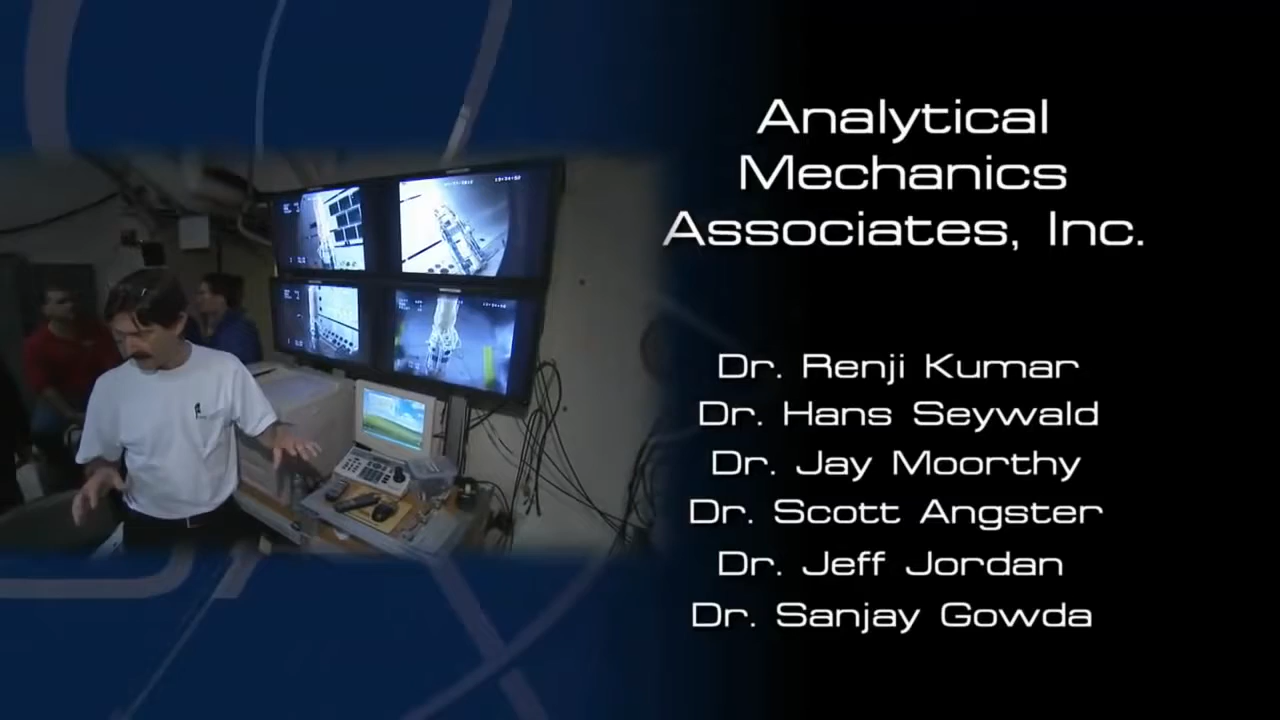 Analytical
Mechanics
Associates, Inc.
Dr. Renji Kumar
Dr. Hans Seywald
Dr. Jay Moorthy
Dr. Scott Angster
Dr. Jeff Jordan
Dr. Sanjay Gowda